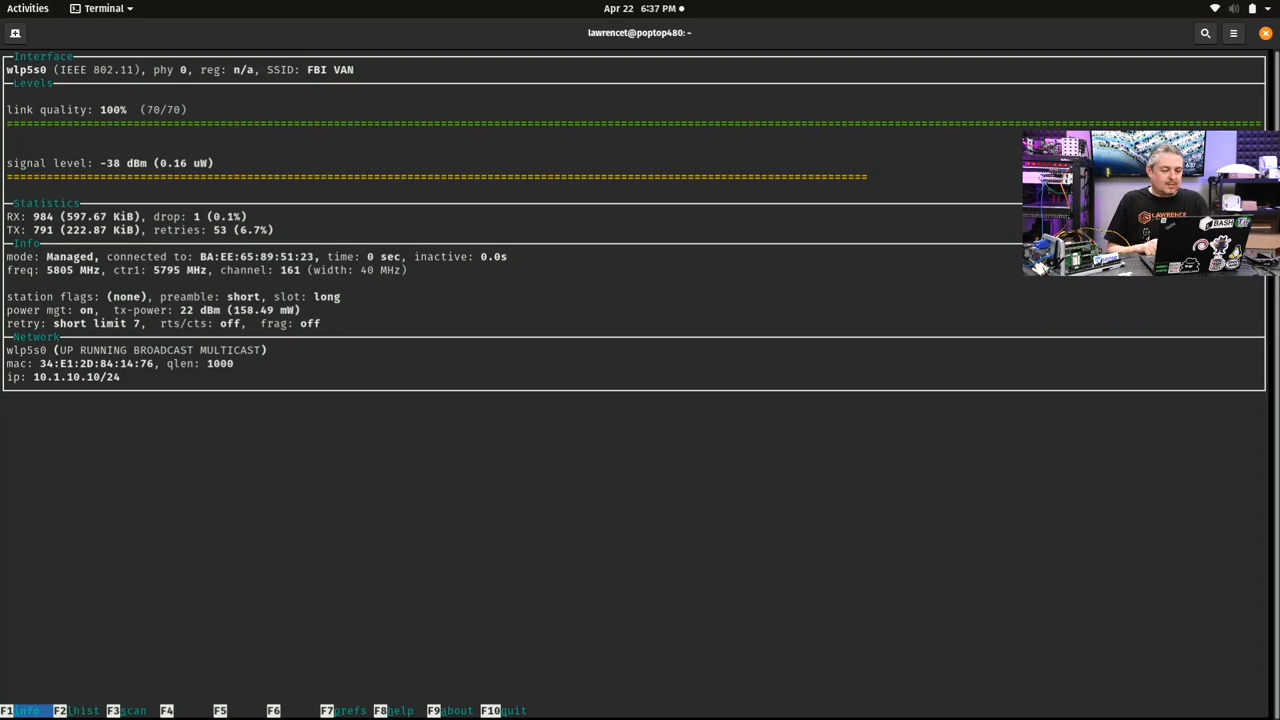 Activities Terminal Apr 22 6:37 PM
lawrencet@poptop480: ~
Interface
wlp5s0 (IEEE 802.11), phy 0, reg: n/a, SSID: FBI VAN
Levels
link quality: 100% (70/70)
signal level: -38 dBm (0.16 uW)
Statistics
RX: 984 (597.67 KiB), drop: 1 (0.1%)
TX: 791 (222.87 KiB), retries: 53 (6.7%)
Info
mode: Managed, connected to: BA:EE:65:89:51:23, time: 0 sec, inactive: 0.0s
freq: 5805 MHz, ctr1: 5795 MHz, channel: 161 (width: 40 MHz)
station flags: (none), preamble: short, slot: long
power mgt: on, tx-power: 22 dBm (158.49 mW)
retry: short limit 7, rts/cts: off, frag: off
Network
wlp5s0 (UP RUNNING BROADCAST MULTICAST)
mac: 34:E1:2D:84:14:76, qlen: 1000
ip: 10.1.10.10/24
LAWRENCE
BASH
F1info F2lhist F3scan F4 F5 F6 F7prefs F8help F9about F10quit